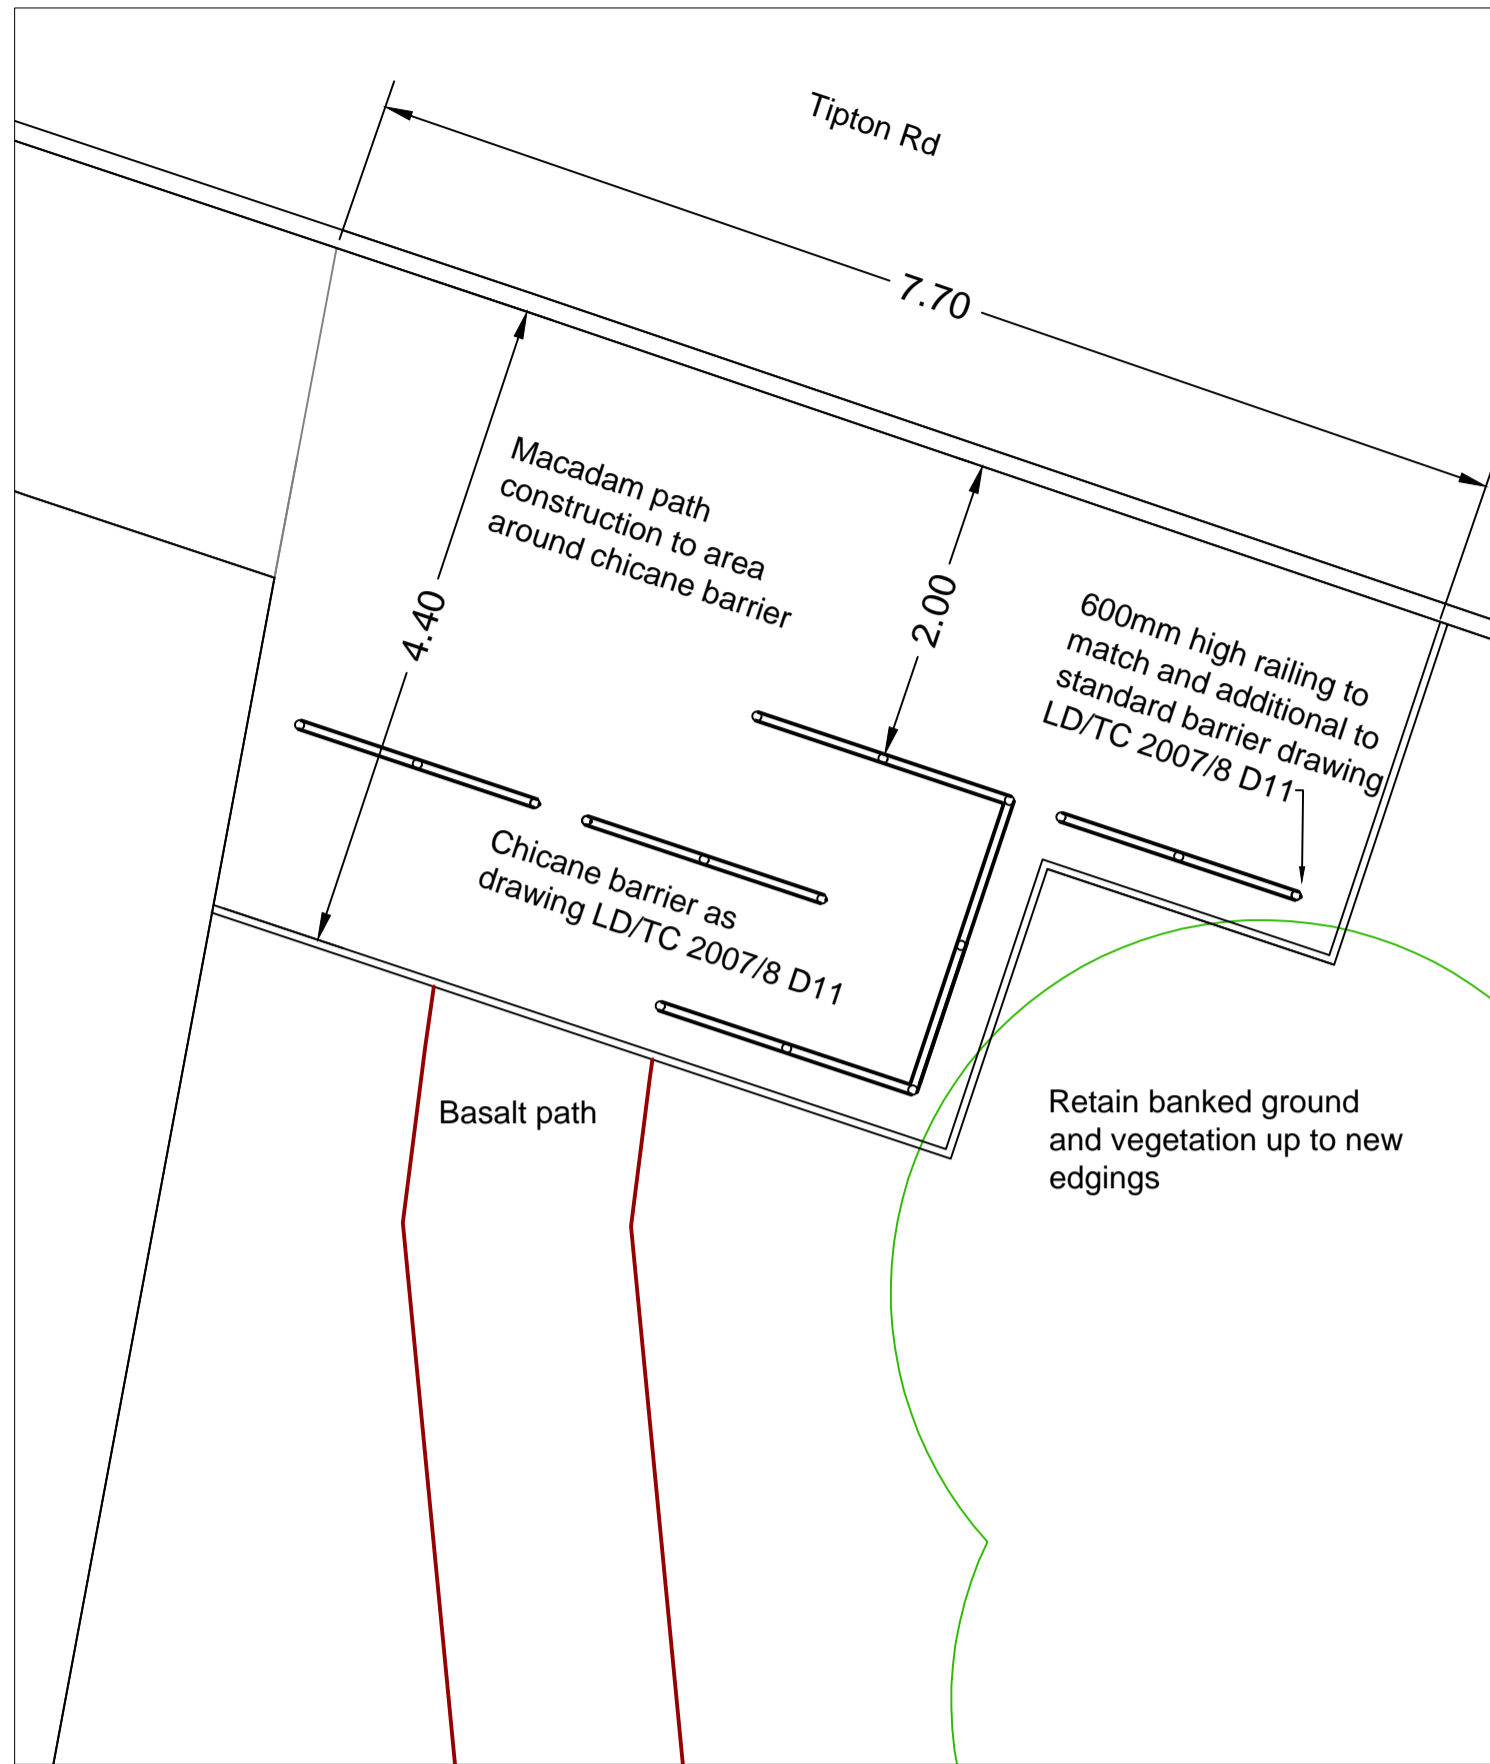 Tipton Rd
7.70
Macadam path
construction to area
around chicane barrier
4.40
2.00
600mm high railing to
match and additional to
standard barrier drawing
LD/TC 2007/8 D11
Chicane barrier as
drawing LD/TC 2007/8 D11
Basalt path
Retain banked ground
and vegetation up to new
edgings